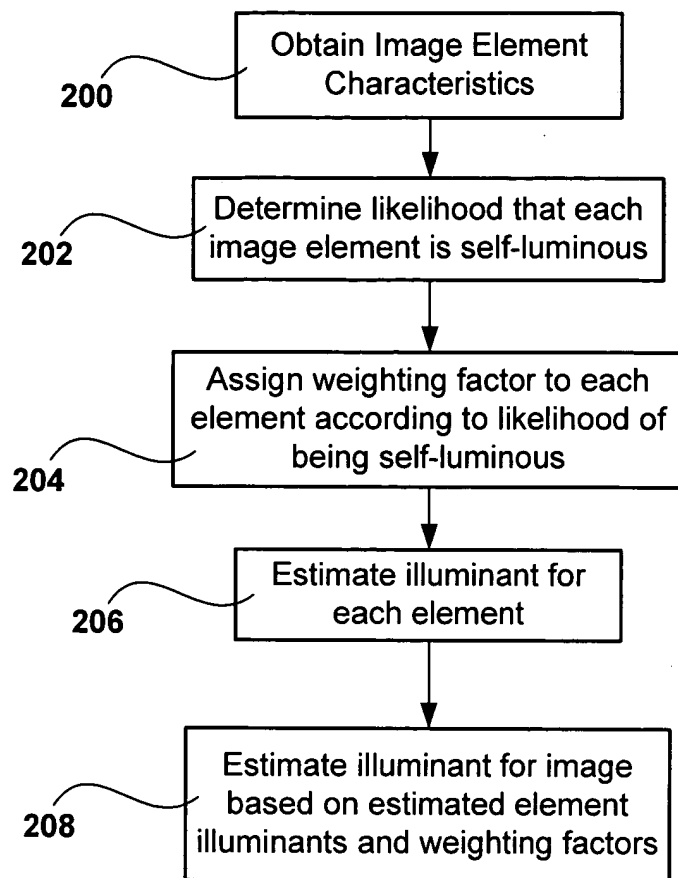 Obtain Image Element
Characteristics
200
Determine likelihood that each
image element is self-luminous
202
Assign weighting factor to each
element according to likelihood of
being self-luminous
204
Estimate illuminant for
each element
206
Estimate illuminant for image
based on estimated element
illuminants and weighting factors
208